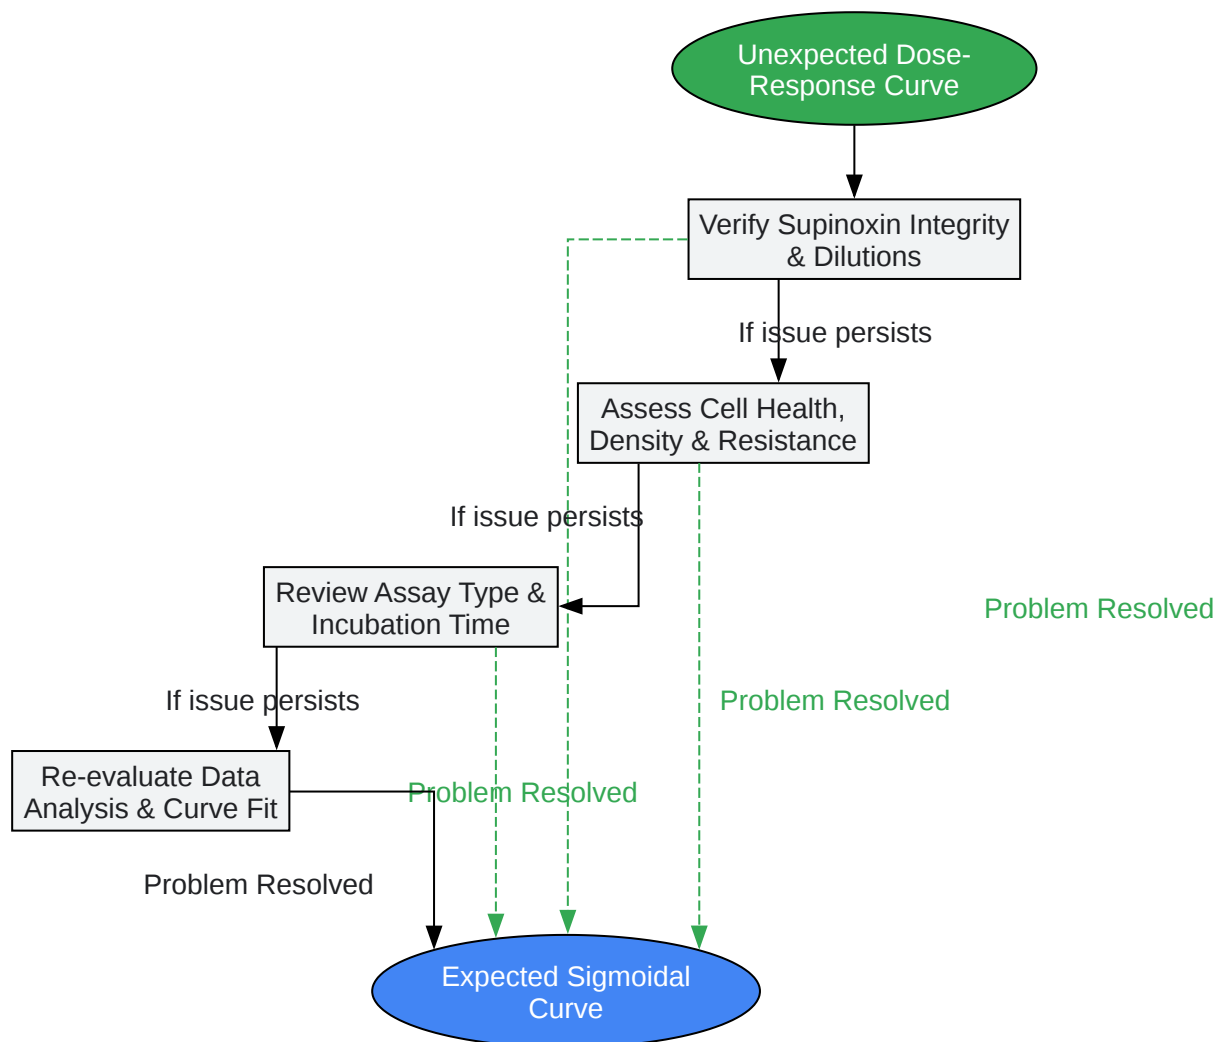 Unexpected Dose-
Response Curve
Verify Supinoxin Integrity
& Dilutions
If issue persists
Assess Cell Health,
Density & Resistance
If issue persists
Review Assay Type &
Incubation Time
Problem Resolved
If issue persists
Problem Resolved
Re-evaluate Data
Analysis & Curve Fit
Problem Resolved
Problem Resolved
Expected Sigmoidal
Curve